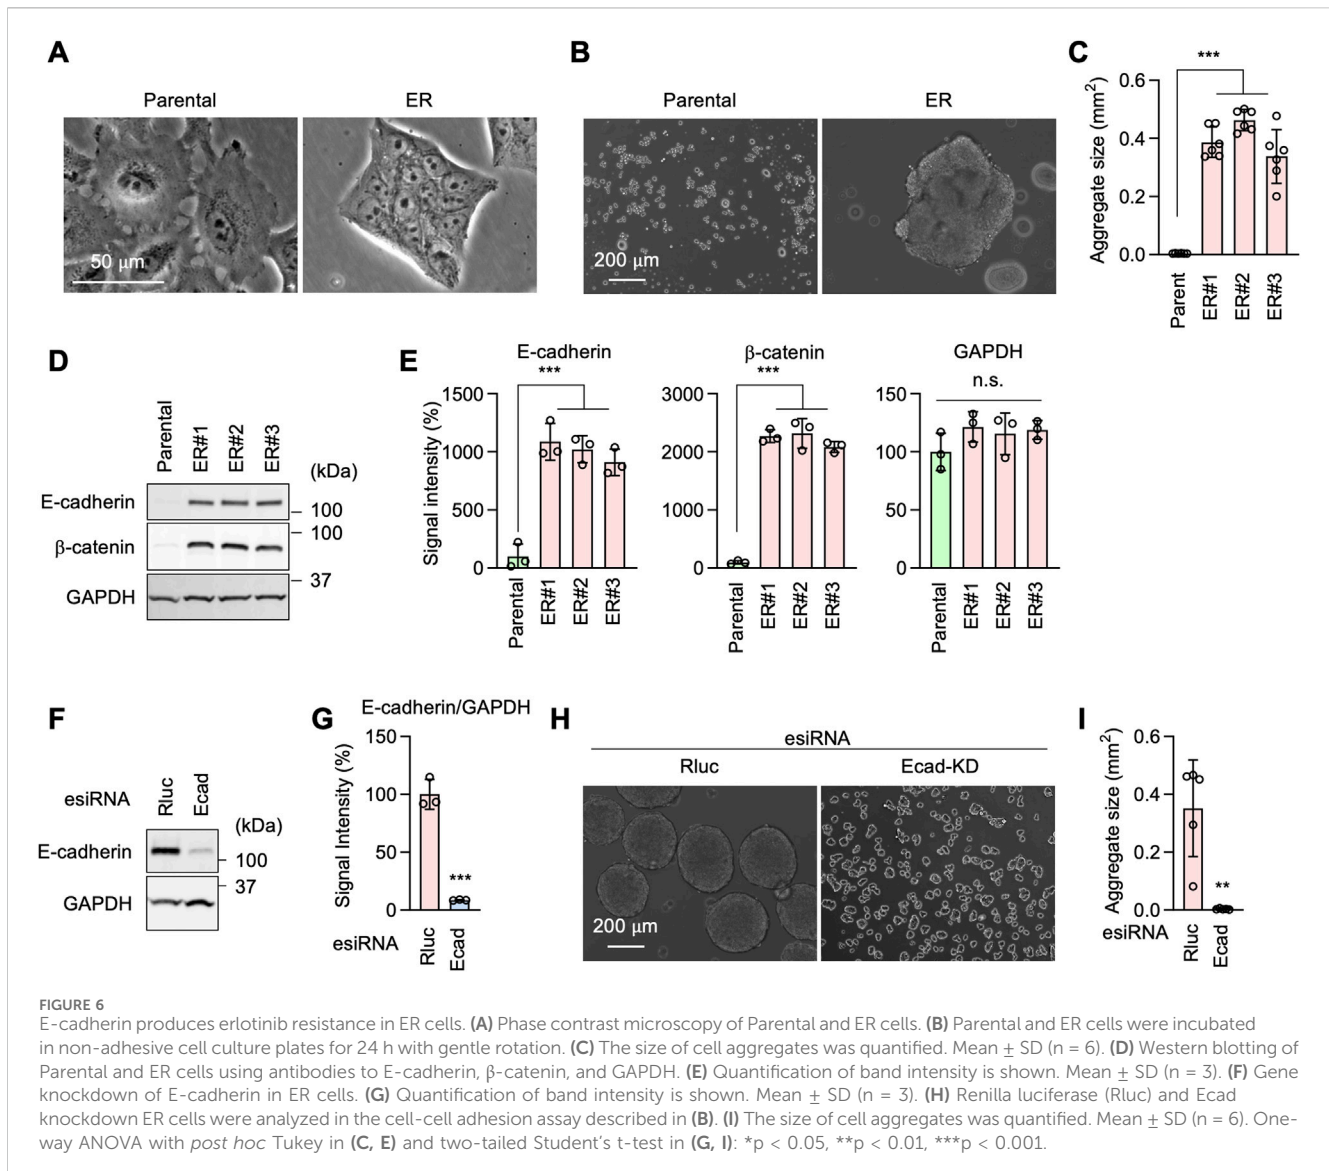 A
Parental
ER
50 μm
B
Parental
ER
200 μm
C
***
Aggregate size (mm2)
0.6
0.4
0.2
0.0
Parent
ER#1
ER#2
ER#3
D
Parental
ER#1
ER#2
ER#3
(kDa)
E-cadherin
100
β-catenin
100
GAPDH
37
E
Signal intensity (%)
E-cadherin
***
1500
1000
500
0
Parental
ER#1
ER#2
ER#3
β-catenin
***
3000
2000
1000
0
Parental
ER#1
ER#2
ER#3
GAPDH
n.s.
150
100
50
0
Parental
ER#1
ER#2
ER#3
F
esiRNA
Rluc
Ecad
(kDa)
E-cadherin
100
GAPDH
37
G
E-cadherin/GAPDH
Signal Intensity (%)
150
100
50
0
***
esiRNA
Rluc
Ecad
H
esiRNA
Rluc
Ecad-KD
200 μm
I
Aggregate size (mm2)
0.6
0.4
0.2
0.0
**
esiRNA
Rluc
Ecad
FIGURE 6
E-cadherin produces erlotinib resistance in ER cells. (A) Phase contrast microscopy of Parental and ER cells. (B) Parental and ER cells were incubated
in non-adhesive cell culture plates for 24 h with gentle rotation. (C) The size of cell aggregates was quantified. Mean ± SD (n = 6). (D) Western blotting of
Parental and ER cells using antibodies to E-cadherin, β-catenin, and GAPDH. (E) Quantification of band intensity is shown. Mean ± SD (n = 3). (F) Gene
knockdown of E-cadherin in ER cells. (G) Quantification of band intensity is shown. Mean ± SD (n = 3). (H) Renilla luciferase (Rluc) and Ecad
knockdown ER cells were analyzed in the cell-cell adhesion assay described in (B). (I) The size of cell aggregates was quantified. Mean ± SD (n = 6). One-
way ANOVA with post hoc Tukey in (C, E) and two-tailed Student's t-test in (G, I): *p < 0.05, **p < 0.01, ***p < 0.001.